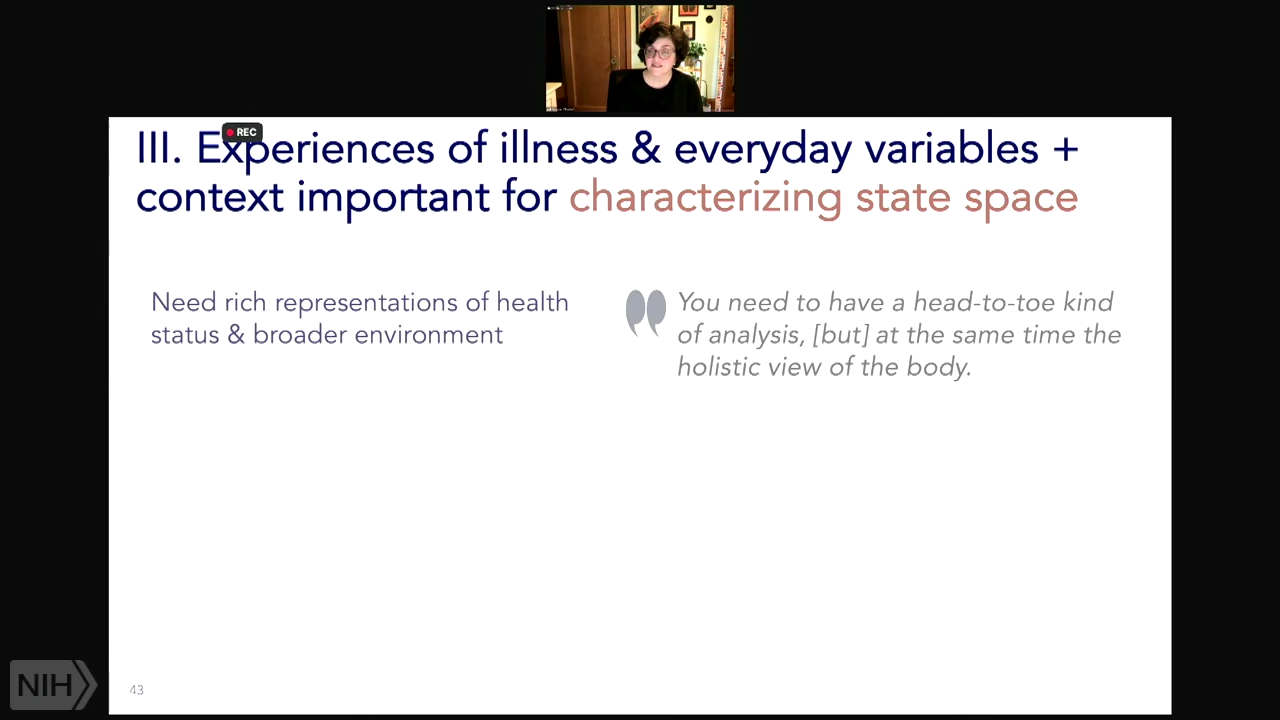 REC
III. Experiences of illness & everyday variables +
context important for characterizing state space
Need rich representations of health
status & broader environment
You need to have a head-to-toe kind
of analysis, [but] at the same time the
holistic view of the body.
NIH
43